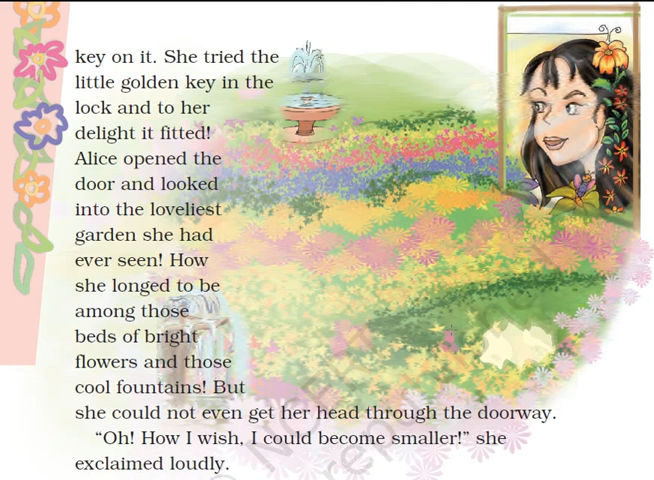 key on it. She tried the
little golden key in the
lock and to her
delight it fitted!
Alice opened the
door and looked
into the loveliest
garden she had
ever seen! How
she longed to be
among those
beds of bright
flowers and those
cool fountains! But
she could not even get her head through the doorway.
“Oh! How I wish, I could become smaller!” she
exclaimed loudly.